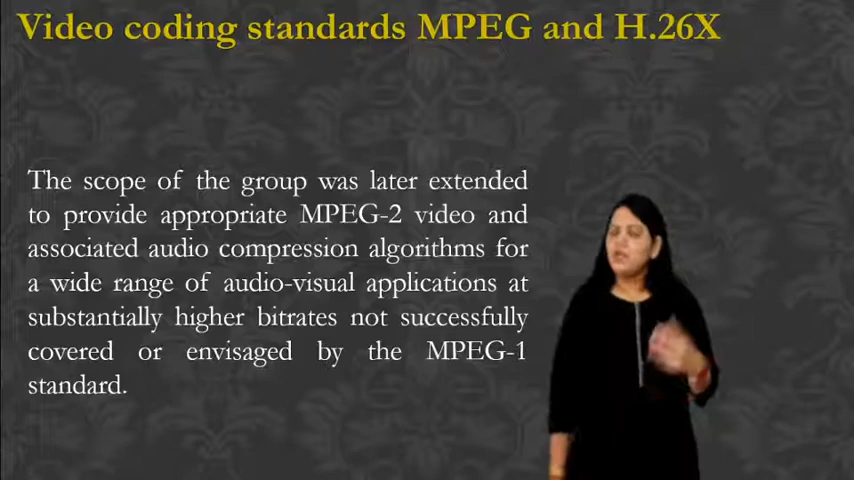 Video coding standards MPEG and H.26X
The scope of the group was later extended
to provide appropriate MPEG-2 video and
associated audio compression algorithms for
a wide range of audio-visual applications at
substantially higher bitrates not successfully
covered or envisaged by the MPEG-1
standard.